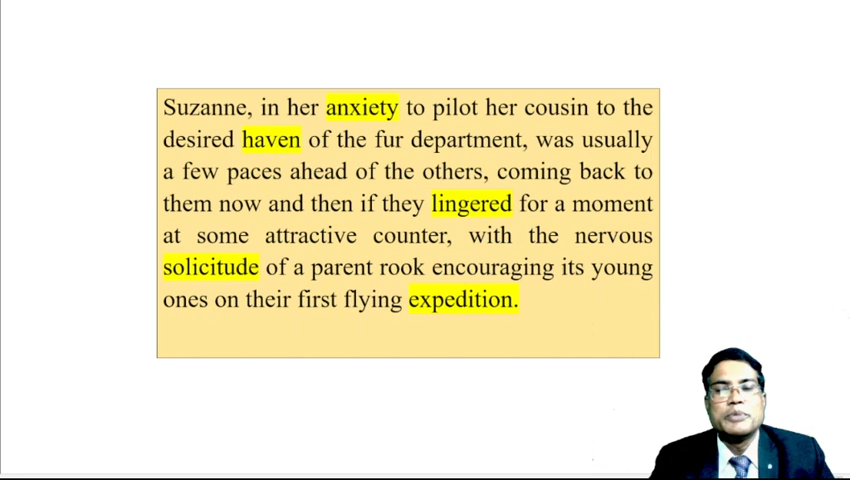 Suzanne, in her anxiety to pilot her cousin to the
desired haven of the fur department, was usually
a few paces ahead of the others, coming back to
them now and then if they lingered for a moment
at some attractive counter, with the nervous
solicitude of a parent rook encouraging its young
ones on their first flying expedition.